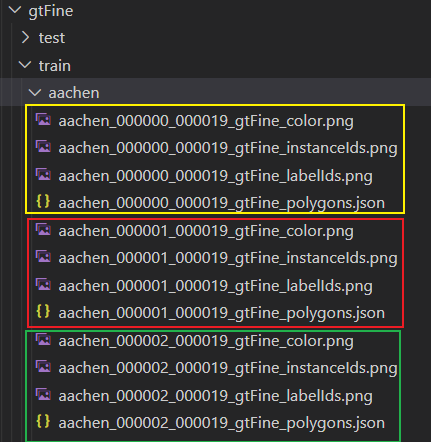 gtFine
test
train
aachen
aachen_000000_000019_gtFine_color.png
aachen_000000_000019_gtFine_instanceIds.png
aachen_000000_000019_gtFine_labelIds.png
{} aachen_000000_000019_gtFine_polygons.json
aachen_000001_000019_gtFine_color.png
aachen_000001_000019_gtFine_instanceIds.png
aachen_000001_000019_gtFine_labelIds.png
{} aachen_000001_000019_gtFine_polygons.json
aachen_000002_000019_gtFine_color.png
aachen_000002_000019_gtFine_instanceIds.png
aachen_000002_000019_gtFine_labelIds.png
{} aachen_000002_000019_gtFine_polygons.json